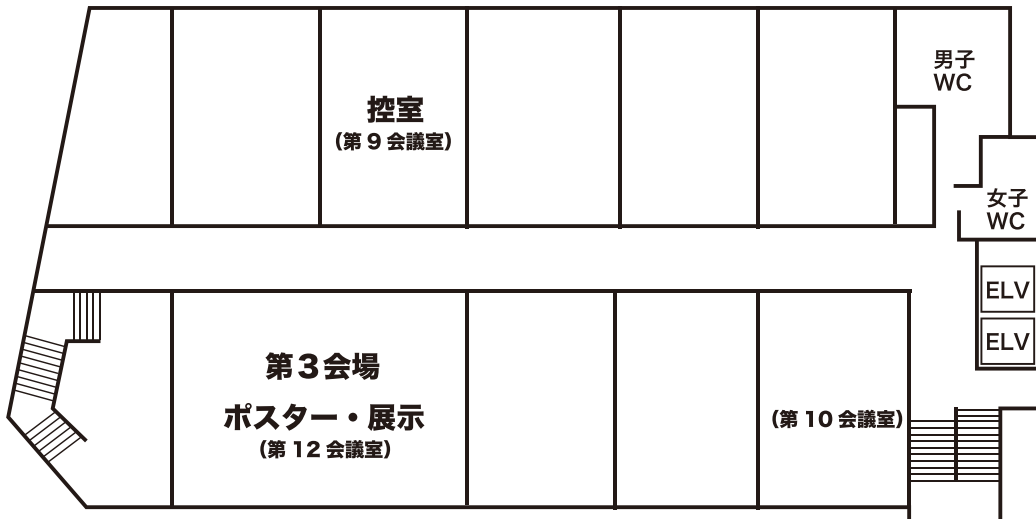 男子
WC
控室
（第 9 会議室）
女子
WC
ELV
ELV
第3会場
ポスター・展示
（第 12 会議室）
（第 10 会議室）